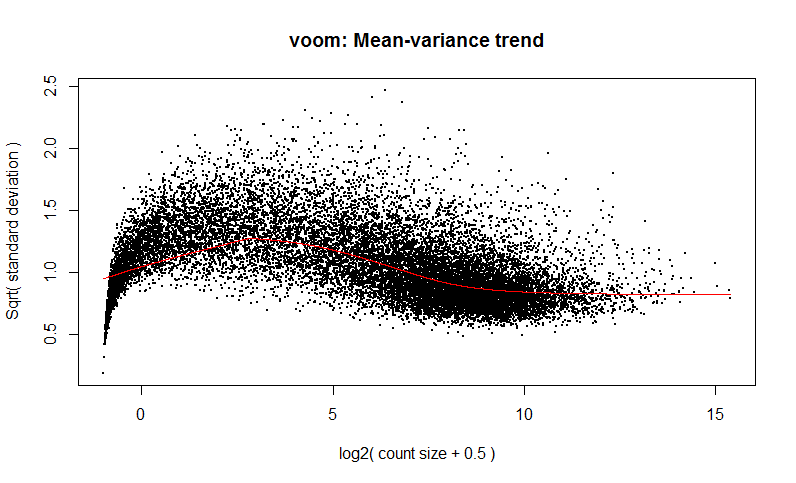 voom: Mean-variance trend
Sqrt( standard deviation )
2.5
2.0
1.5
1.0
0.5
0 5 10 15
log2( count size + 0.5 )